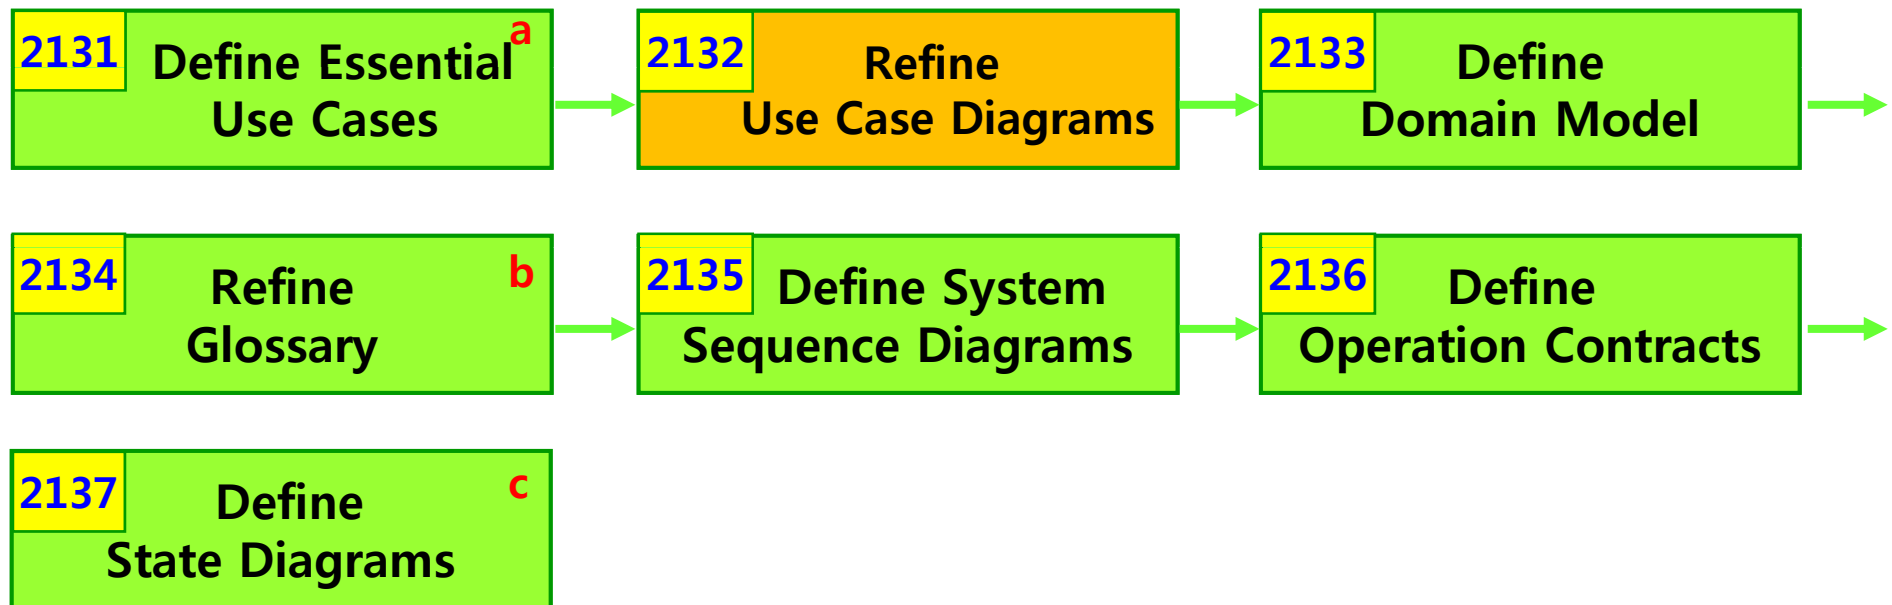 2131
a
Define Essential
Use Cases
2132
Refine
Use Case Diagrams
2133
Define
Domain Model
2134
b
Refine
Glossary
2135
Define System
Sequence Diagrams
2136
Define
Operation Contracts
2137
c
Define
State Diagrams